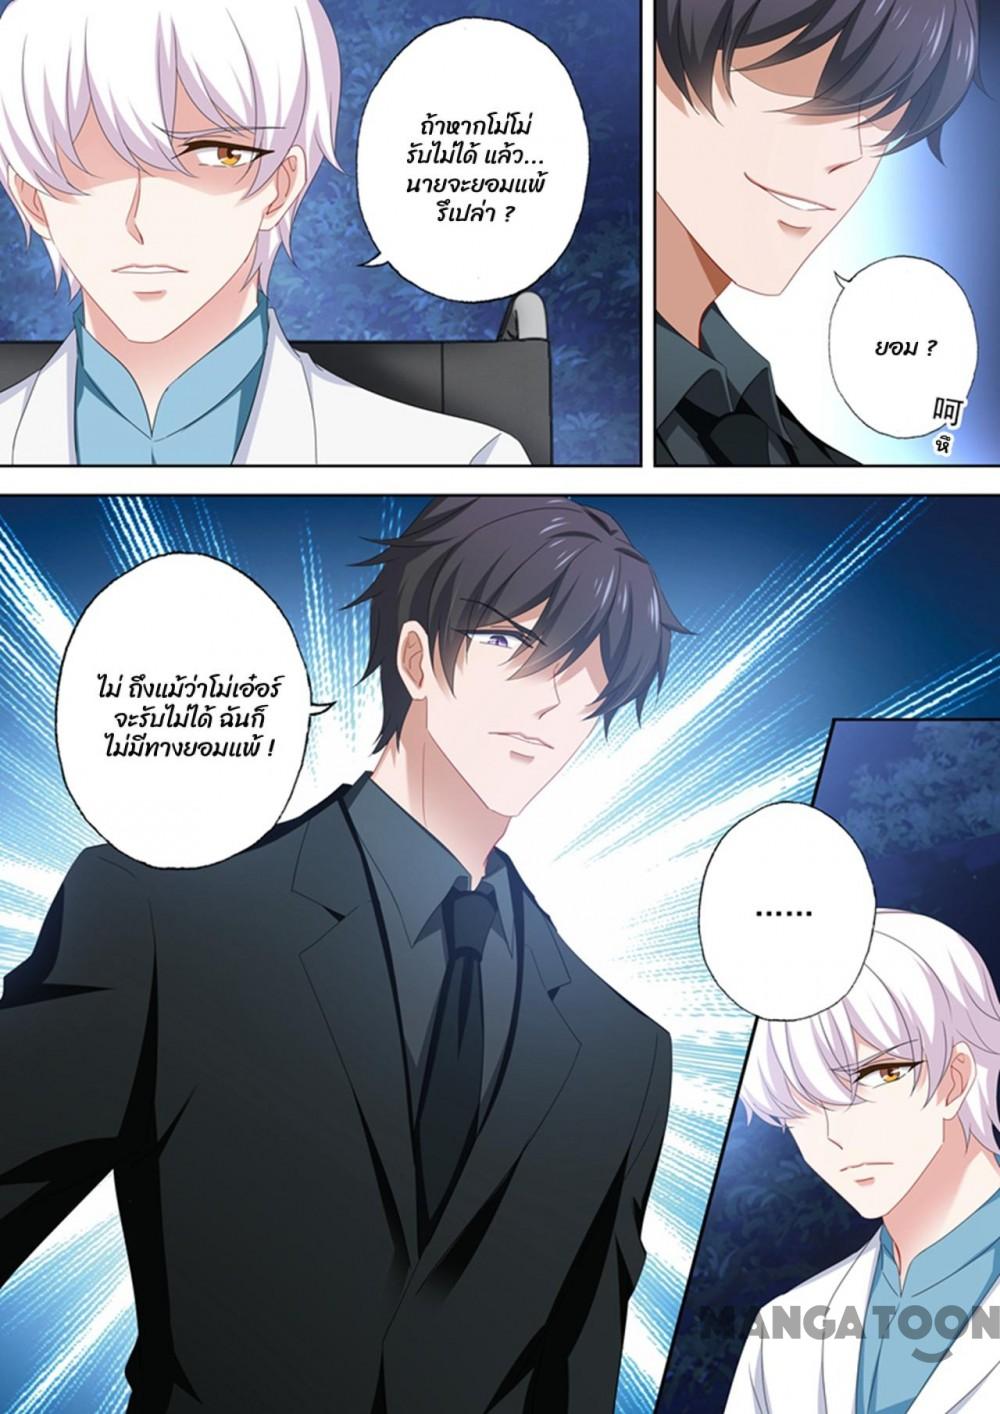 ถ้าหากโม่โม่
รับไม่ได้ แล้ว...
นายจะยอมแพ้
รึเปล่า ?
ยอม ?
呵
หึ
ไม่ ถึงแม้ว่าโม่เอ๋อร์
จะรับไม่ได้ ฉันก็
ไม่มีทางยอมแพ้ !
......
MANGATOON